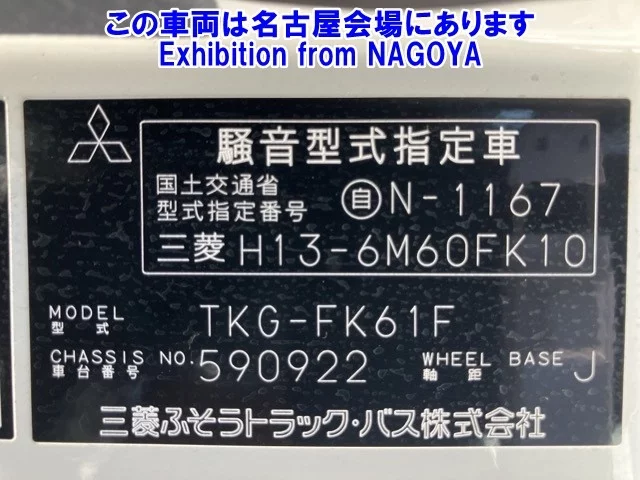 この車両は名古屋会場にあります
Exhibition from NAGOYA
騒音型式指定車
国土交通省
型式指定番号 自N-1167
三菱 H13-6M60FK10
MODEL
型式 TKG-FK61F
CHASSIS NO.
車台番号 590922 WHEEL BASE
軸距 J
三菱ふそうトラック・バス株式会社